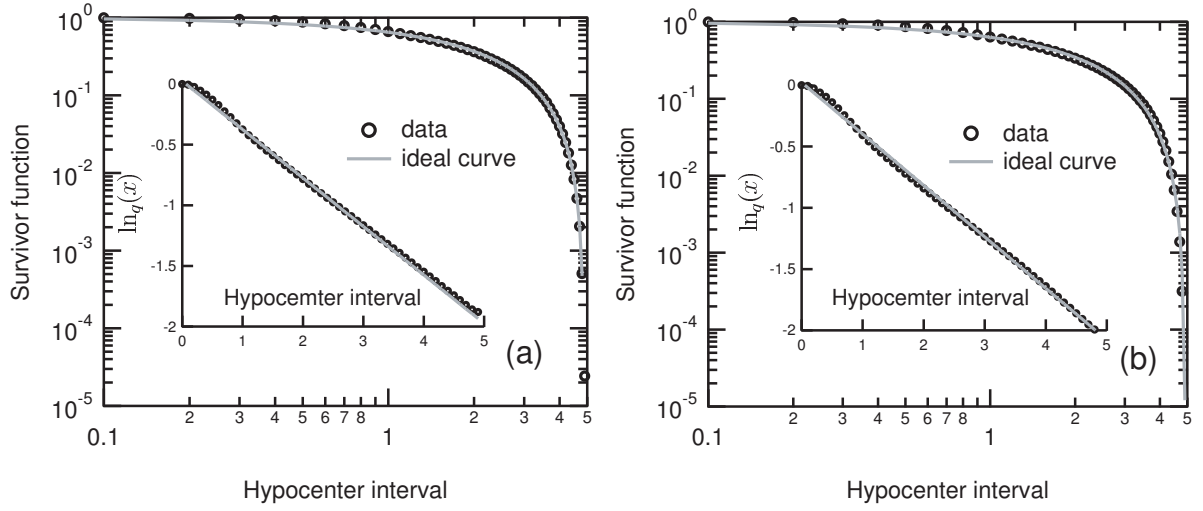 10^0
10^-1
10^-2
10^-3
10^-4
10^-5
Survivor function
0.1
2 3 4 5 6 7 8
1
2 3 4 5
Hypocenter interval
0
-0.5
-1
-1.5
-2
ln_q(x)
data
ideal curve
Hypocemter interval
0 1 2 3 4 5
(a)
10^0
10^-1
10^-2
10^-3
10^-4
10^-5
Survivor function
0.1
2 3 4 5 6 7 8
1
2 3 4 5
Hypocenter interval
0
-0.5
-1
-1.5
-2
ln_q(x)
data
ideal curve
Hypocemter interval
0 1 2 3 4 5
(b)